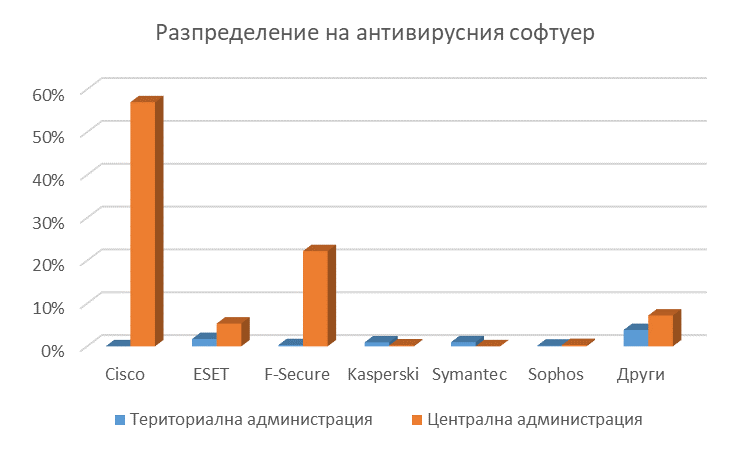 Разпределение на антивирусния софтуер
60%
50%
40%
30%
20%
10%
0%
Cisco ESET F-Secure Kasperski Symantec Sophos Други
Териториална администрация Централна администрация